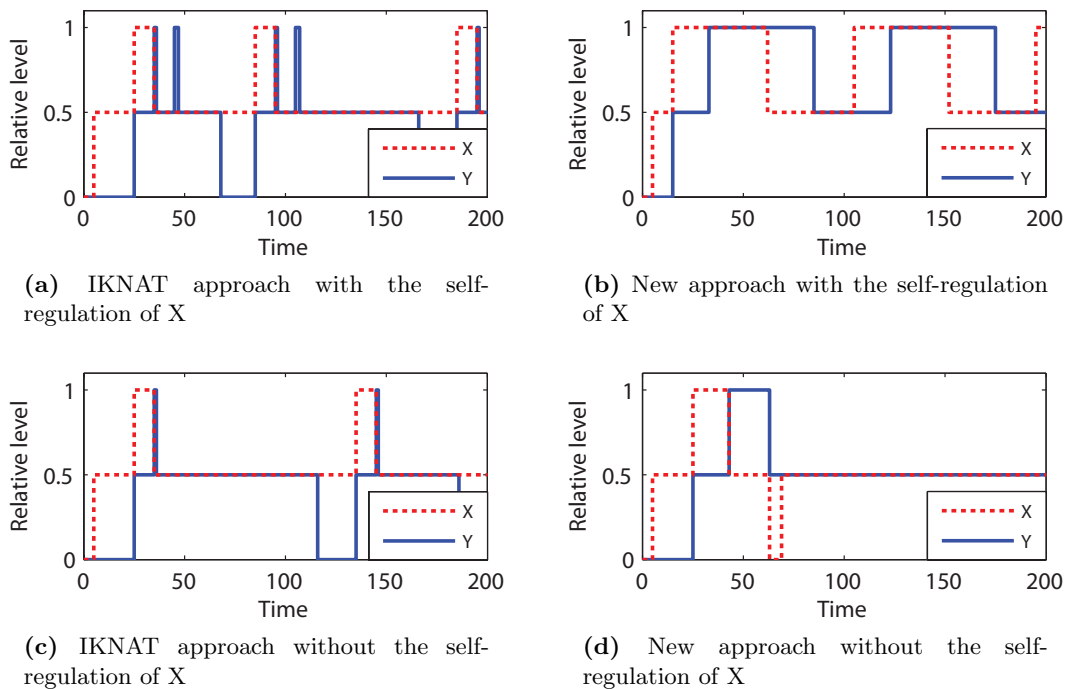 1
0.5
0
Relative level
X
Y
0
50
100
150
200
Time
(a) IKNAT approach with the self-
regulation of X
1
0.5
0
Relative level
X
Y
0
50
100
150
200
Time
(b) New approach with the self-regulation
of X
1
0.5
0
Relative level
X
Y
0
50
100
150
200
Time
(c) IKNAT approach without the self-
regulation of X
1
0.5
0
Relative level
X
Y
0
50
100
150
200
Time
(d) New approach without the self-
regulation of X